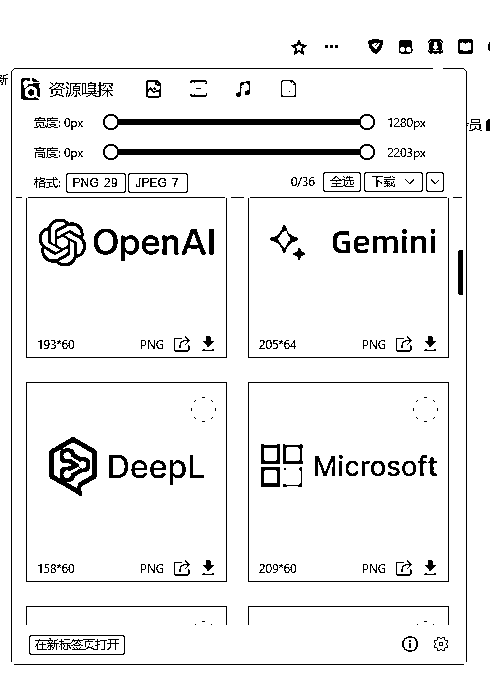 新
资源嗅探
宽度: 0px 1280px
员
高度: 0px 2203px
格式: PNG 29 JPEG 7 0/36 全选 下载
OpenAI Gemini
193*60 PNG 205*64 PNG
DeepL Microsoft
158*60 PNG 209*60 PNG
在新标签页打开